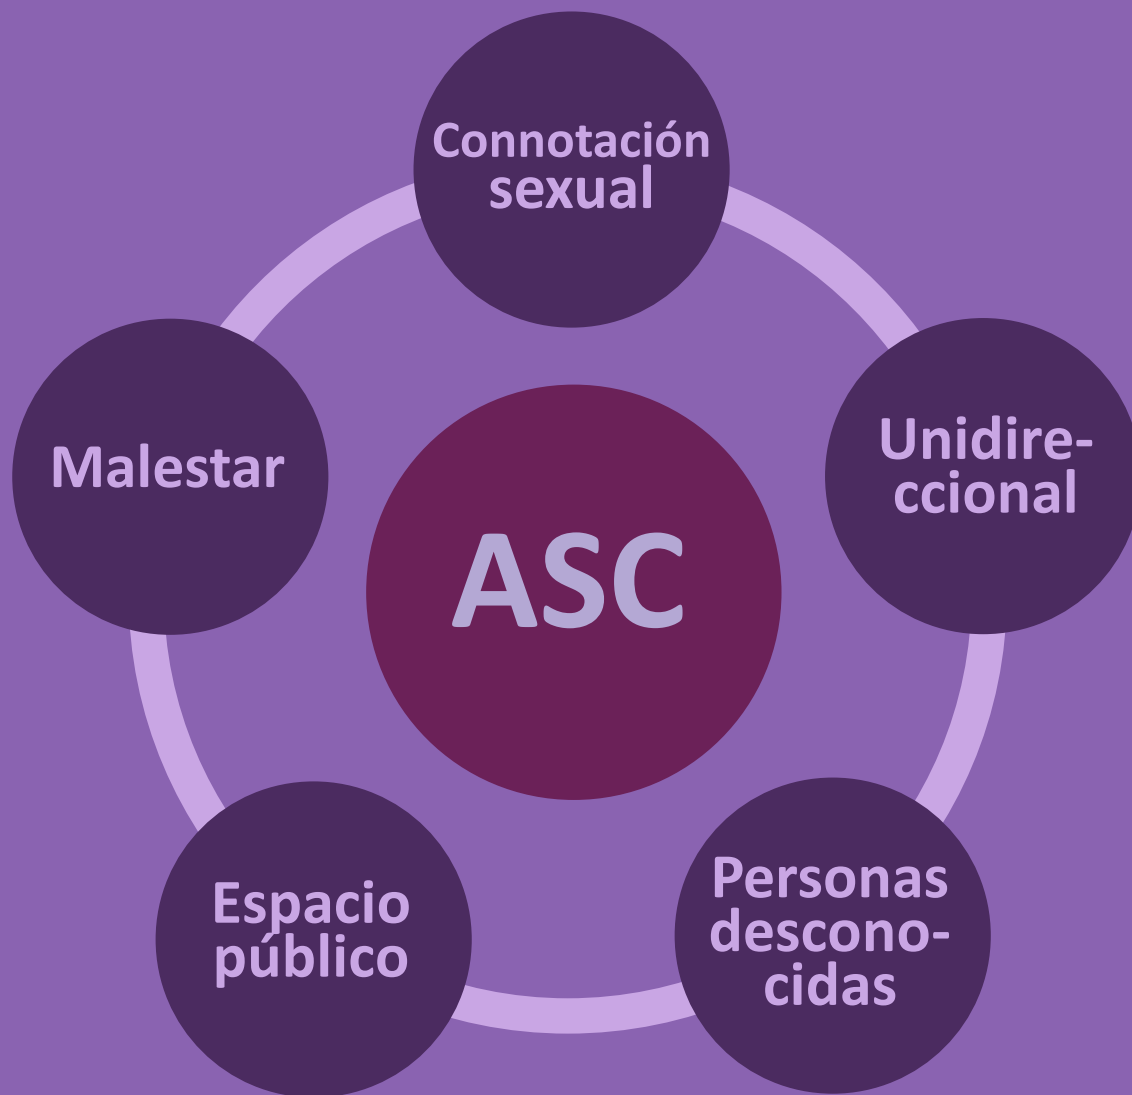 Connotación
sexual
Unidire-
ccional
Personas
descono-
cidas
Espacio
público
Malestar
ASC